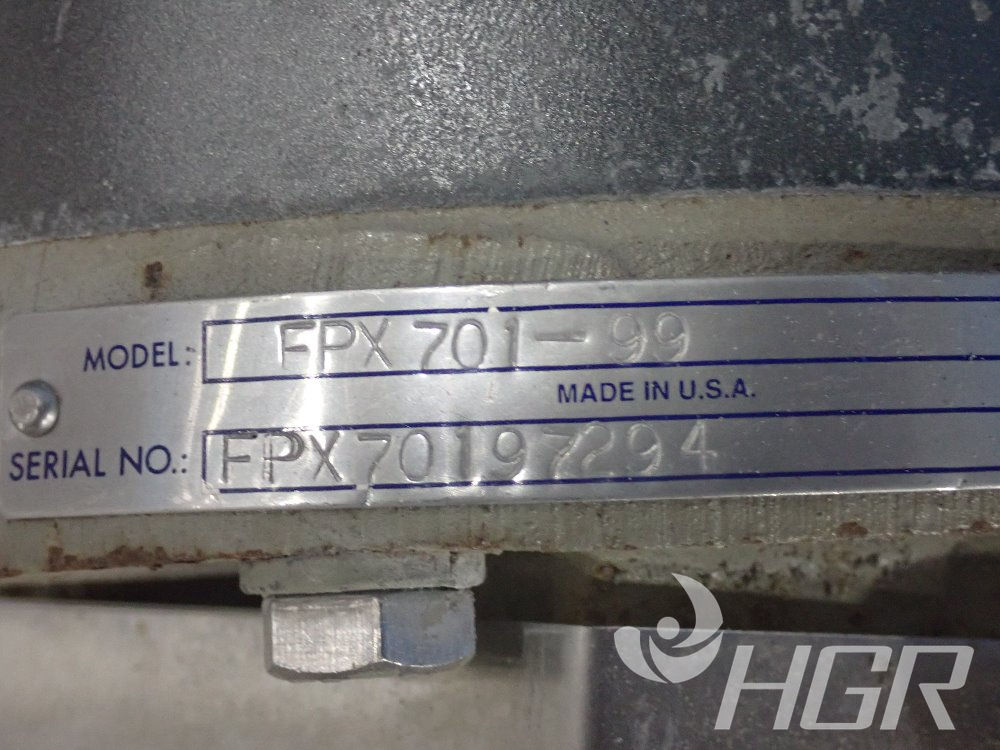 MODEL: FPX 701-99
MADE IN U.S.A.
SERIAL NO.: FPX70197294
HGR